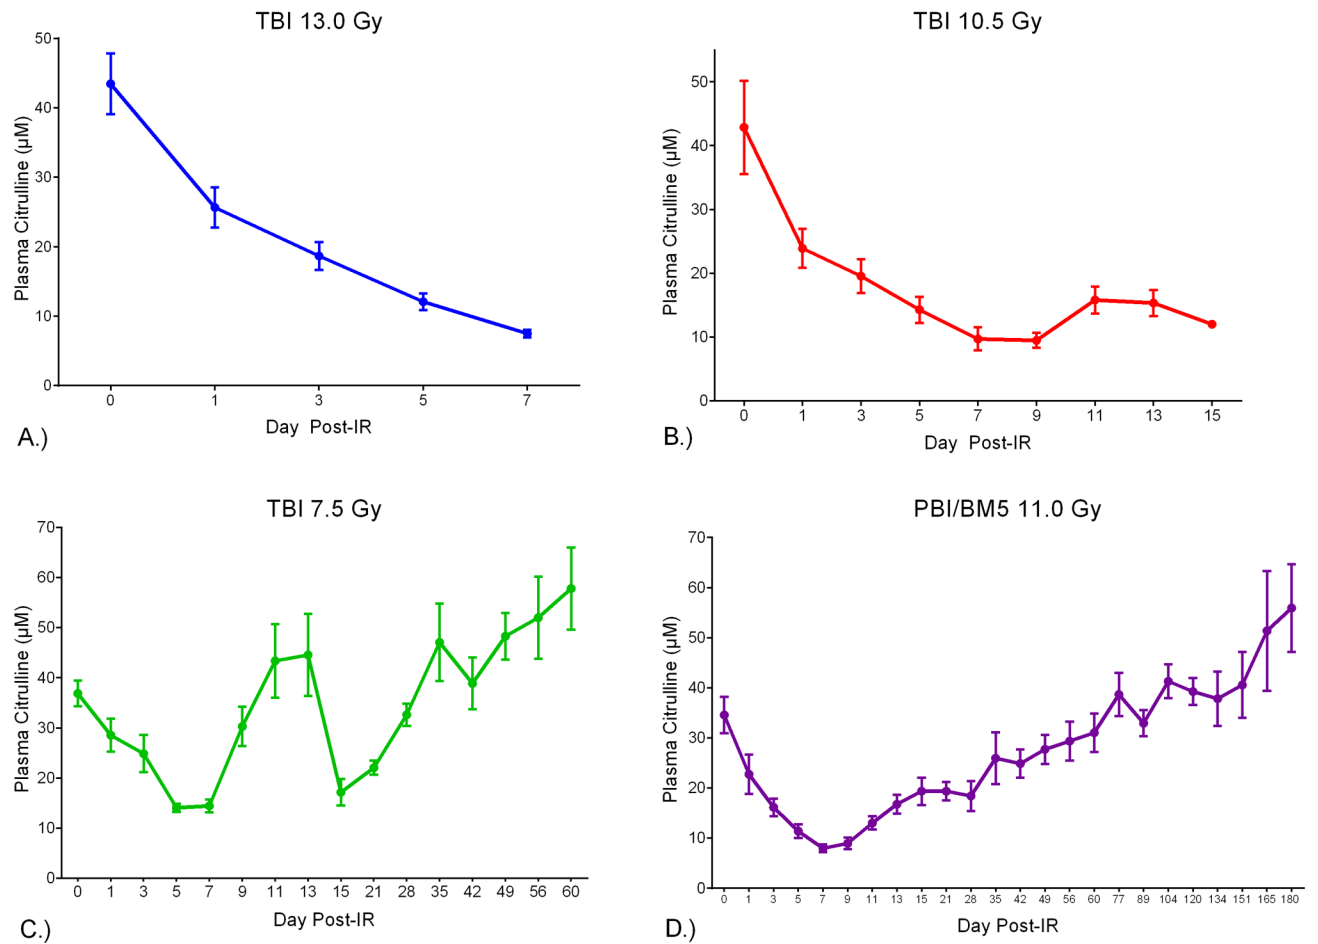 TBI 13.0 Gy
50
40
30
20
10
0
Plasma Citrulline (μM)
0 1 3 5 7
Day Post-IR
A.)
TBI 10.5 Gy
50
40
30
20
10
0
Plasma Citrulline (μM)
0 1 3 5 7 9 11 13 15
Day Post-IR
B.)
TBI 7.5 Gy
70
60
50
40
30
20
10
0
Plasma Citrulline (μM)
0 1 3 5 7 9 11 13 15 21 28 35 42 49 56 60
Day Post-IR
C.)
PBI/BM5 11.0 Gy
70
60
50
40
30
20
10
0
Plasma Citrulline (μM)
0 1 3 5 7 9 11 13 15 21 28 35 42 49 56 60 77 89 104 120 134 151 165 180
Day Post-IR
D.)